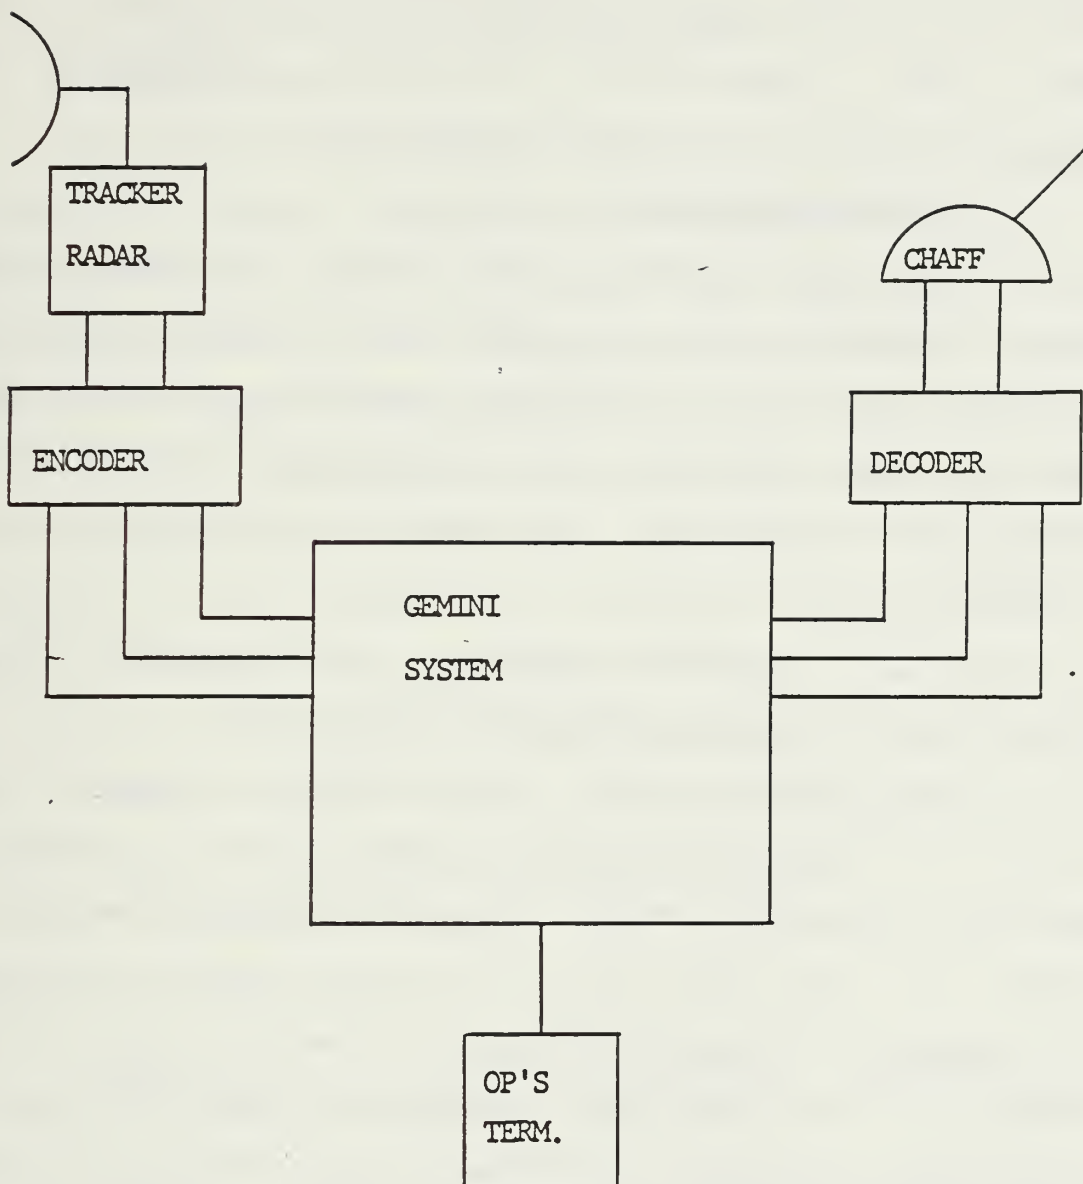 TRACKER
RADAR
CHAFF
ENCODER
DECODER
GEMINI
SYSTEM
OP'S
TERM.